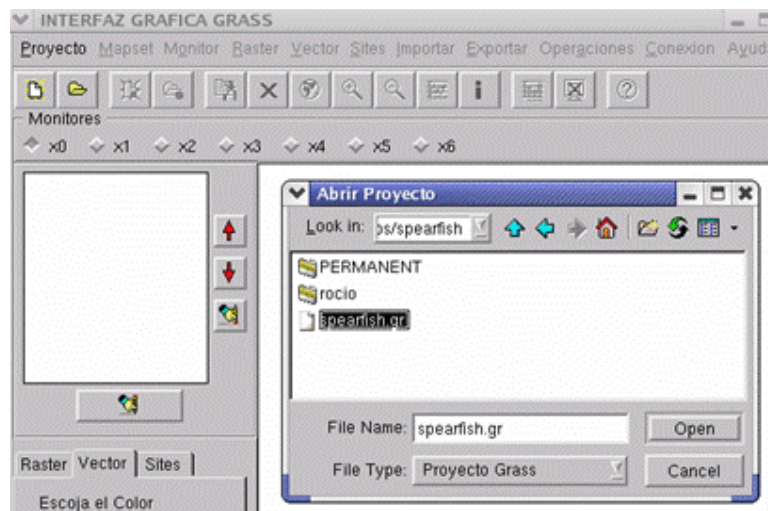 INTERFAZ GRAFICA GRASS
Proyecto Mapset Monitor Raster Vector Sites Importar Exportar Operaciones Conexion Ayud
Monitores
x0 x1 x2 x3 x4 x5 x6
Abrir Proyecto
Look in: os/spearfish
PERMANENT
rocio
spearfish.gr
File Name: spearfish.gr Open
File Type: Proyecto Grass Cancel
Raster Vector Sites
Escoja el Color